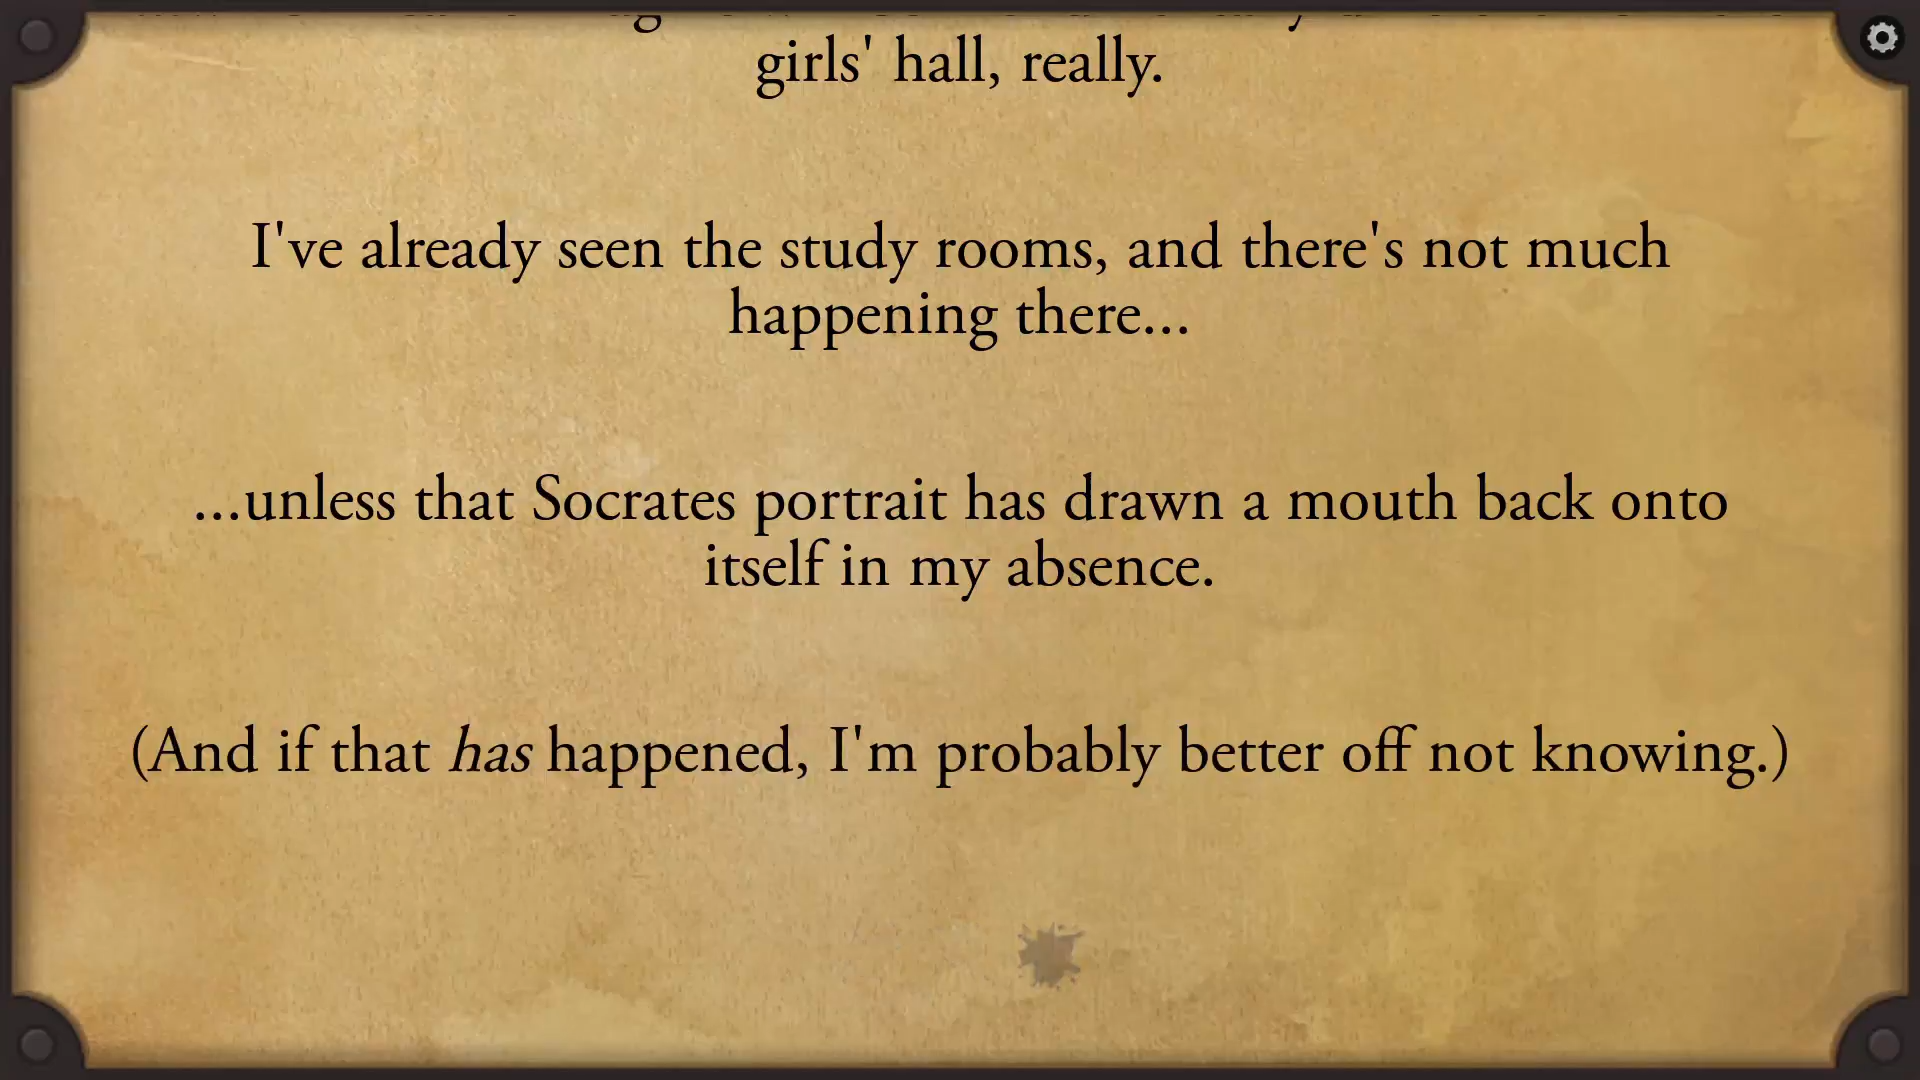 girls' hall, really.
I've already seen the study rooms, and there's not much
happening there...
...unless that Socrates portrait has drawn a mouth back onto
itself in my absence.
(And if that has happened, I'm probably better off not knowing.)